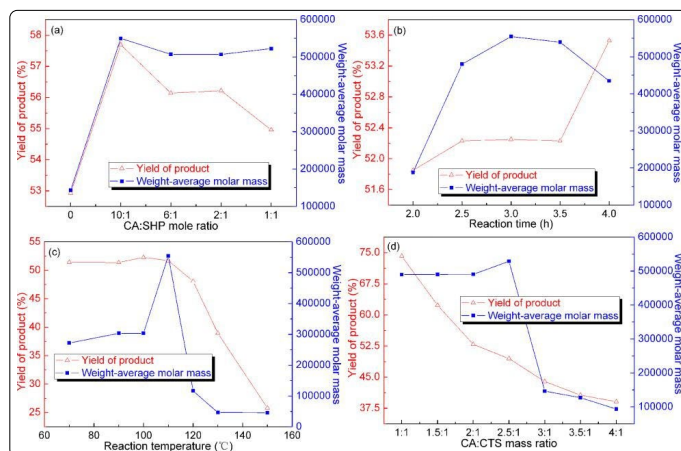 (a)
Yield of product (%)
58
57
56
55
54
53
600000
500000
400000
300000
200000
100000
Weight-average molar mass
Yield of product
Weight-average molar mass
0 10:1 6:1 2:1 1:1
CA:SHP mole ratio
(b)
Yield of product (%)
53.6
53.2
52.8
52.4
52.0
51.6
600000
500000
400000
300000
200000
100000
Weight-average molar mass
Yield of product
Weight-average molar mass
2.0 2.5 3.0 3.5 4.0
Reaction time (h)
(c)
Yield of product (%)
55
50
45
40
35
30
25
600000
500000
400000
300000
200000
100000
0
Weight-average molar mass
Yield of product
Weight-average molar mass
60 80 100 120 140 160
Reaction temperature (℃)
(d)
Yield of product (%)
75.0
67.5
60.0
52.5
45.0
37.5
600000
500000
400000
300000
200000
100000
Weight-average molar mass
Yield of product
Weight-average molar mass
1:1 1.5:1 2:1 2.5:1 3:1 3.5:1 4:1
CA:CTS mass ratio